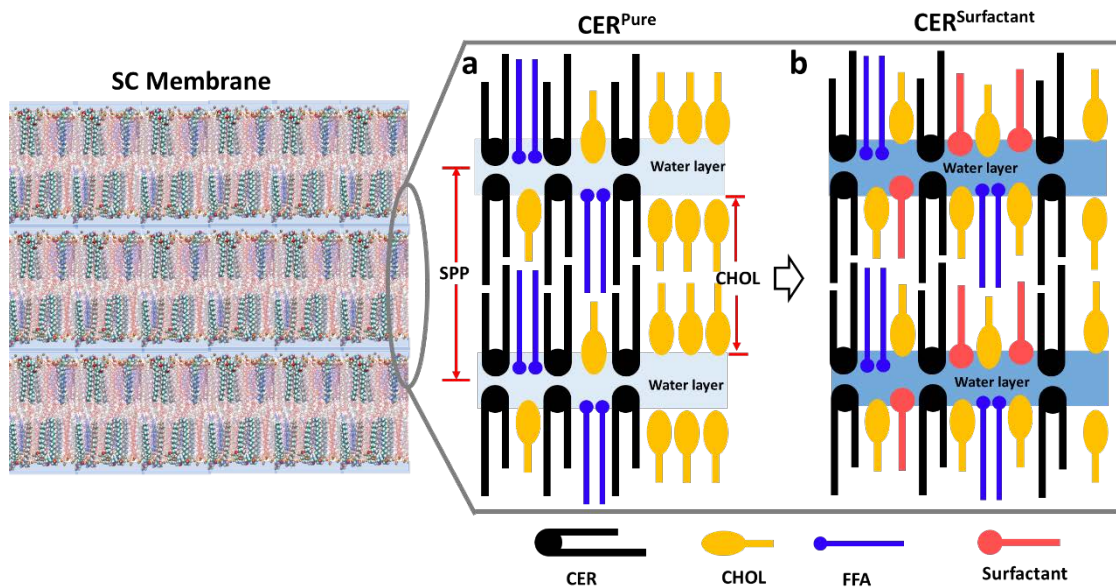 CER^Pure
CER^Surfactant
SC Membrane
a
b
Water layer
Water layer
SPP
CHOL
Water layer
Water layer
CER
CHOL
FFA
Surfactant